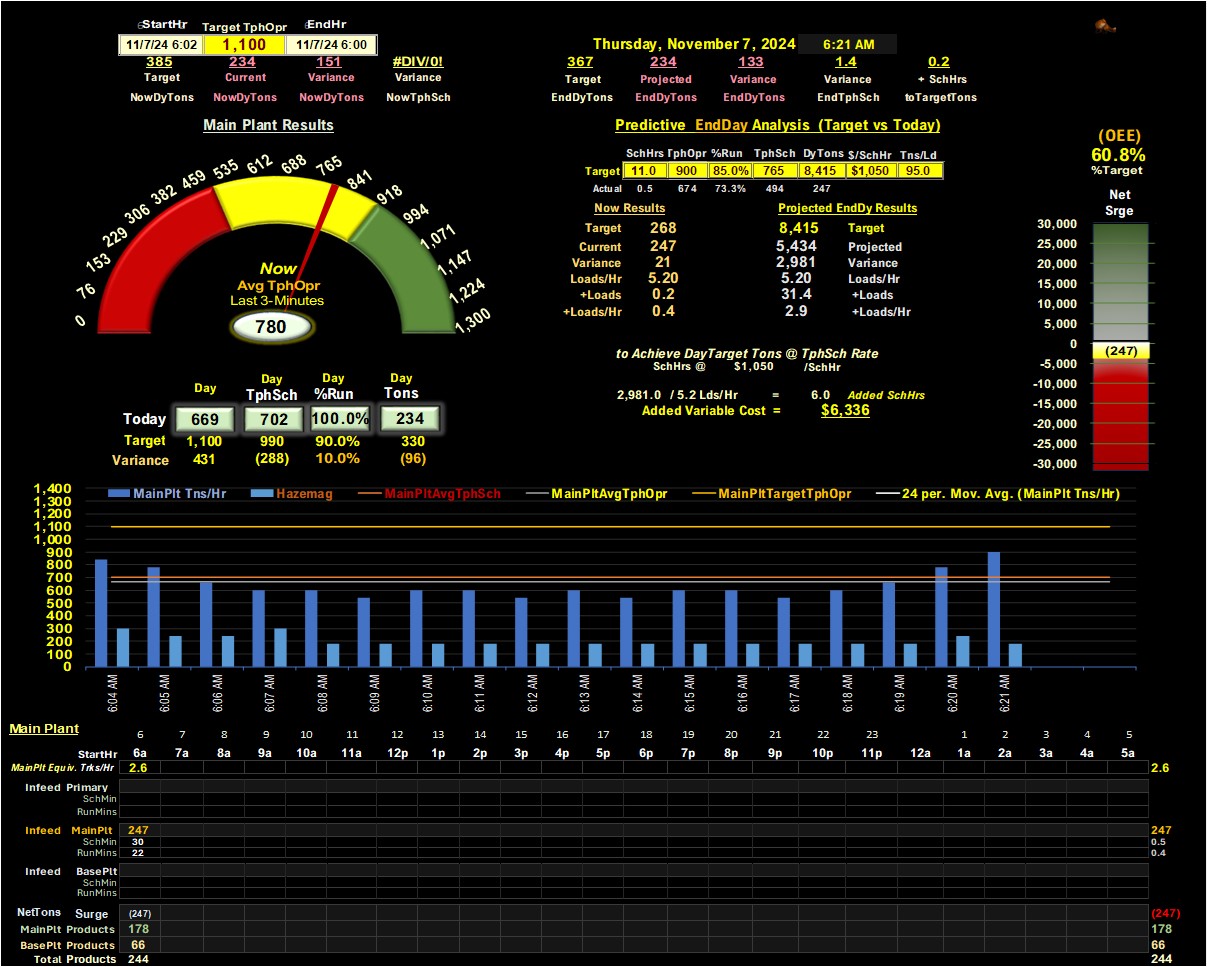 StartHr Target TphOpr EndHr
11/7/24 6:02 1,100 11/7/24 6:00
385 234 151 #DIV/0!
Target Current Variance Variance
NowDyTons NowDyTons NowDyTons NowTphSch
Thursday, November 7, 2024 6:21 AM
367 234 133 1.4 0.2
Target Projected Variance Variance + SchHrs
EndDyTons EndDyTons EndDyTons EndTphSch toTargetTons
Main Plant Results
0 76 153 229 306 382 459 535 612 688 765 841 918 994 1,071 1,147 1,224 1,300
Now
Avg TphOpr
Last 3-Minutes
780
Day Day Day Day
TphSch %Run Tons
Today 669 702 100.0% 234
Target 1,100 990 90.0% 330
Variance 431 (288) 10.0% (96)
Predictive EndDay Analysis (Target vs Today)
SchHrs TphOpr %Run TphSch DyTons $/SchHr Tns/Ld
Target 11.0 900 85.0% 765 8,415 $1,050 95.0
Actual 0.5 674 73.3% 494 247
Now Results Projected EndDy Results
Target 268 8,415 Target
Current 247 5,434 Projected
Variance 21 2,981 Variance
Loads/Hr 5.20 5.20 Loads/Hr
+Loads 0.2 31.4 +Loads
+Loads/Hr 0.4 2.9 +Loads/Hr
to Achieve DayTarget Tons @ TphSch Rate
SchHrs @ $1,050 /SchHr
2,981.0 / 5.2 Lds/Hr = 6.0 Added SchHrs
Added Variable Cost = $6,336
(OEE)
60.8%
%Target
Net
Srge
30,000
25,000
20,000
15,000
10,000
5,000
0
(247)
-5,000
-10,000
-15,000
-20,000
-25,000
-30,000
MainPlt Tns/Hr Hazemag MainPltAvgTphSch MainPltAvgTphOpr MainPltTargetTphOpr 24 per. Mov. Avg. (MainPlt Tns/Hr)
1,400
1,300
1,200
1,100
1,000
900
800
700
600
500
400
300
200
100
0
6:04 AM 6:05 AM 6:06 AM 6:07 AM 6:08 AM 6:09 AM 6:10 AM 6:11 AM 6:12 AM 6:13 AM 6:14 AM 6:15 AM 6:16 AM 6:17 AM 6:18 AM 6:19 AM 6:20 AM 6:21 AM
Main Plant
6 7 8 9 10 11 12 13 14 15 16 17 18 19 20 21 22 23 1 2 3 4 5
StartHr 6a 7a 8a 9a 10a 11a 12p 1p 2p 3p 4p 5p 6p 7p 8p 9p 10p 11p 12a 1a 2a 3a 4a 5a
MainPlt Equiv. Trks/Hr 2.6 2.6
Infeed Primary
SchMin
RunMins
Infeed MainPlt 247 247
SchMin 30 0.5
RunMins 22 0.4
Infeed BasePlt
SchMin
RunMins
NetTons Surge (247) (247)
MainPlt Products 178 178
BasePlt Products 66 66
Total Products 244 244